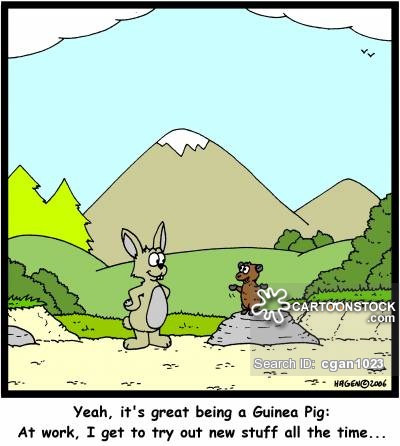 CARTOONSTOCK
.com
Search ID: cgan1023
HAGEN©2006
Yeah, it's great being a Guinea Pig:
At work, I get to try out new stuff all the time...